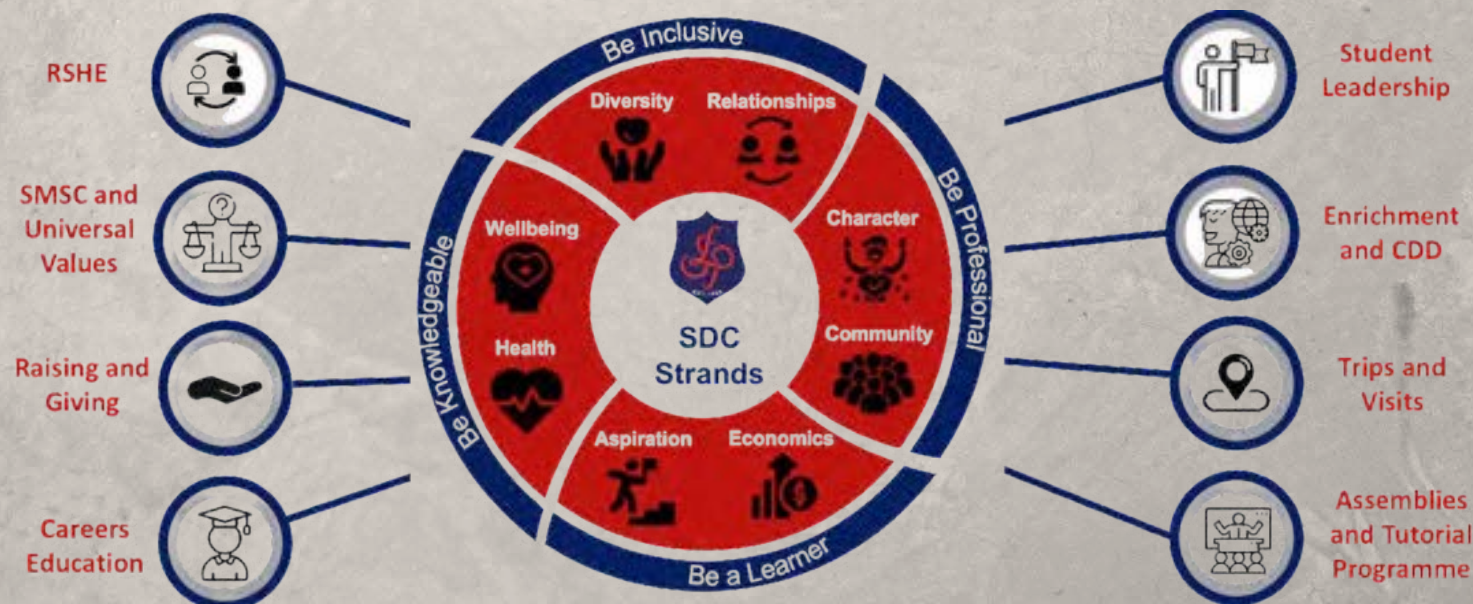 RSHE
SMSC and
Universal
Values
Raising and
Giving
Careers
Education
Be Inclusive
Diversity
Relationships
Be Professional
Character
Community
Be a Learner
Aspiration
Economics
Be Knowledgeable
Wellbeing
Health
SDC
Strands
Student
Leadership
Enrichment
and CDD
Trips and
Visits
Assemblies
and Tutorial
Programme